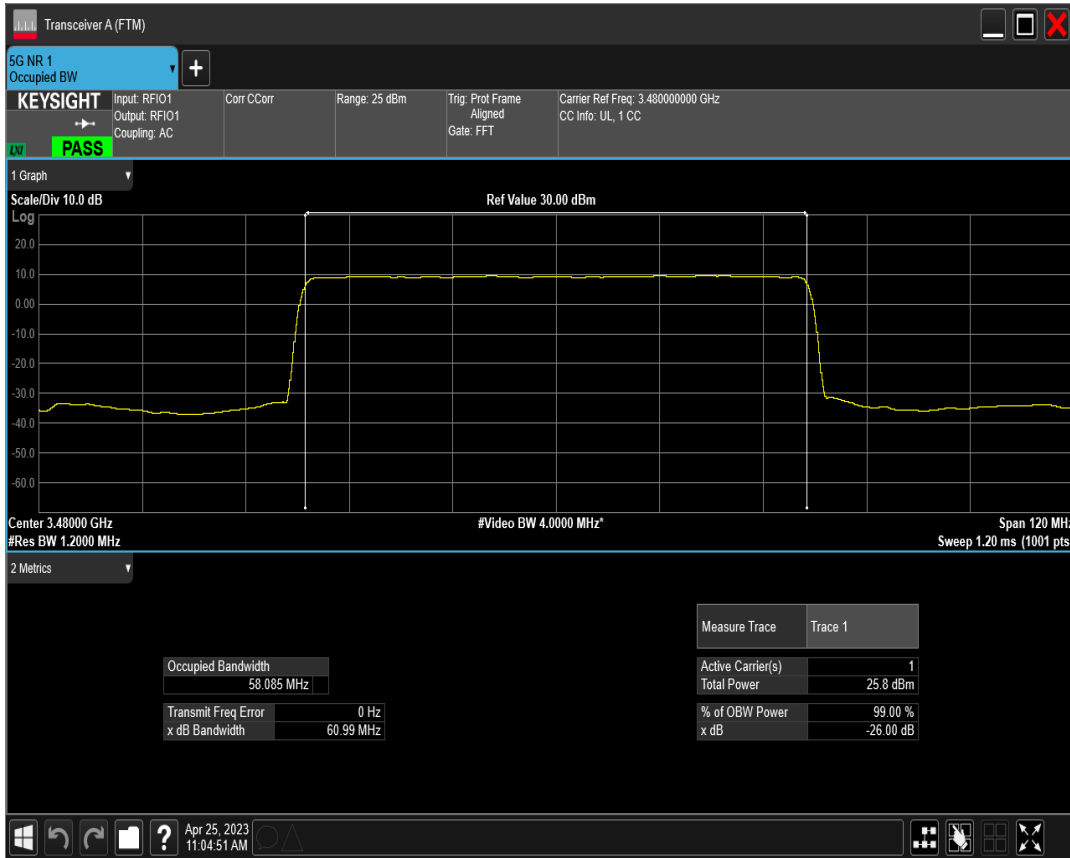 Transceiver A (FTM)
5G NR 1
Occupied BW
+
KEYSIGHT
LXI
PASS
Input: RFIO1
Output: RFIO1
Coupling: AC
Corr CCorr
Range: 25 dBm
Trig: Prot Frame
Aligned
Gate: FFT
Carrier Ref Freq: 3.480000000 GHz
CC Info: UL, 1 CC
1 Graph
Scale/Div 10.0 dB
Ref Value 30.00 dBm
Log
20.0
10.0
0.00
-10.0
-20.0
-30.0
-40.0
-50.0
-60.0
Center 3.48000 GHz
#Video BW 4.0000 MHz*
Span 120 MHz
#Res BW 1.2000 MHz
Sweep 1.20 ms (1001 pts
2 Metrics
Measure Trace Trace 1
Occupied Bandwidth
58.085 MHz
Active Carrier(s) 1
Total Power 25.8 dBm
Transmit Freq Error 0 Hz
x dB Bandwidth 60.99 MHz
% of OBW Power 99.00 %
x dB -26.00 dB
?
Apr 25, 2023
11:04:51 AM